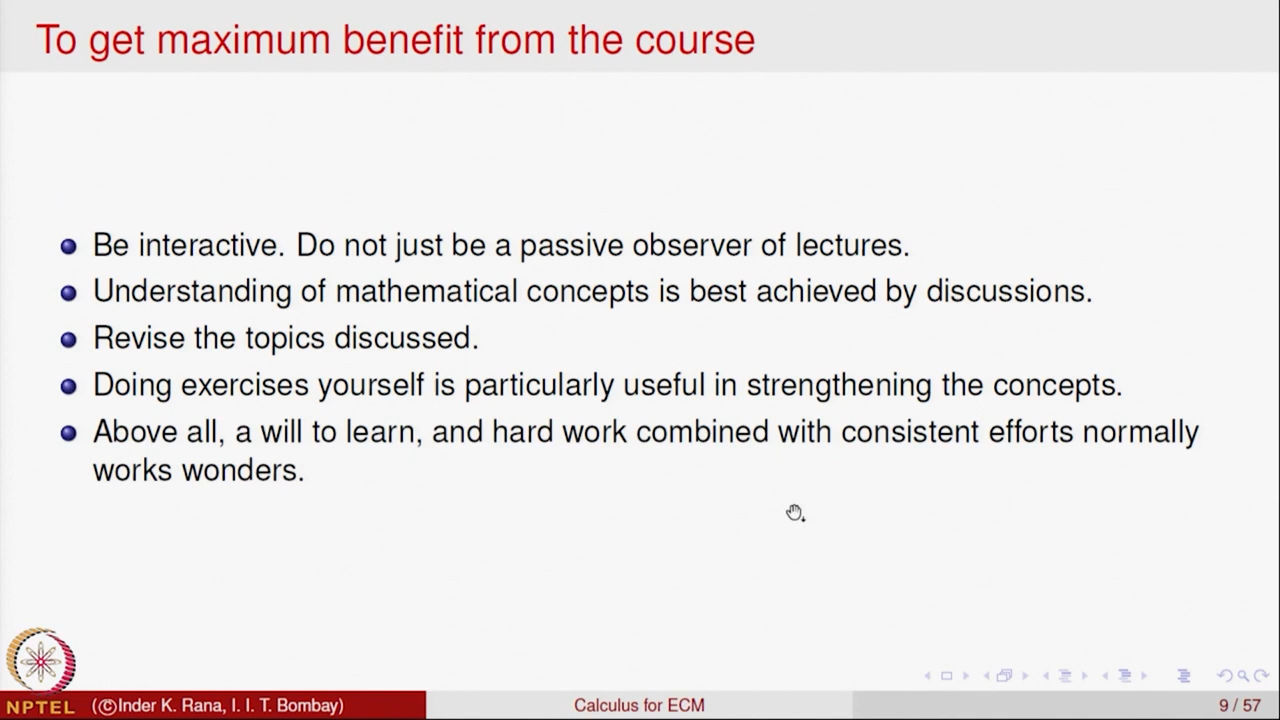 To get maximum benefit from the course
Be interactive. Do not just be a passive observer of lectures.
Understanding of mathematical concepts is best achieved by discussions.
Revise the topics discussed.
Doing exercises yourself is particularly useful in strengthening the concepts.
Above all, a will to learn, and hard work combined with consistent efforts normally
works wonders.
NPTEL (©Inder K. Rana, I. I. T. Bombay) Calculus for ECM 9 / 57